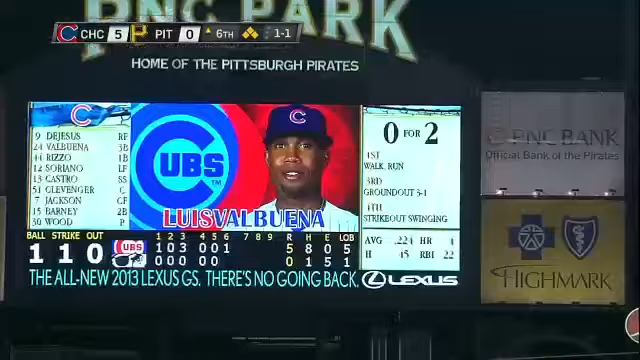 PNC PARK
CHC 5 PIT 0 6TH 1-1
HOME OF THE PITTSBURGH PIRATES
9 DEJESUS RF
24 VALBUENA 3B
44 RIZZO 1B
12 SORIANO LF
13 CASTRO SS
51 CLEVENGER C
7 JACKSON CF
15 BARNEY 2B
30 WOOD P
C
CUBS
TM
C
LUIS VALBUENA
0 FOR 2
1ST
WALK, RUN
3RD
GROUNDOUT 3-1
4TH
STRIKEOUT SWINGING
AVG .224 HR 4
H 45 RBI 22
BALL STRIKE OUT 1 2 3 4 5 6 7 8 9 R H E LOB
1 1 0 CUBS 1 0 3 0 0 1 5 8 0 5
0 0 0 0 0 0 1 5 1
THE ALL-NEW 2013 LEXUS GS. THERE'S NO GOING BACK. LEXUS
PNC BANK
Official Bank of the Pirates
HIGHMARK